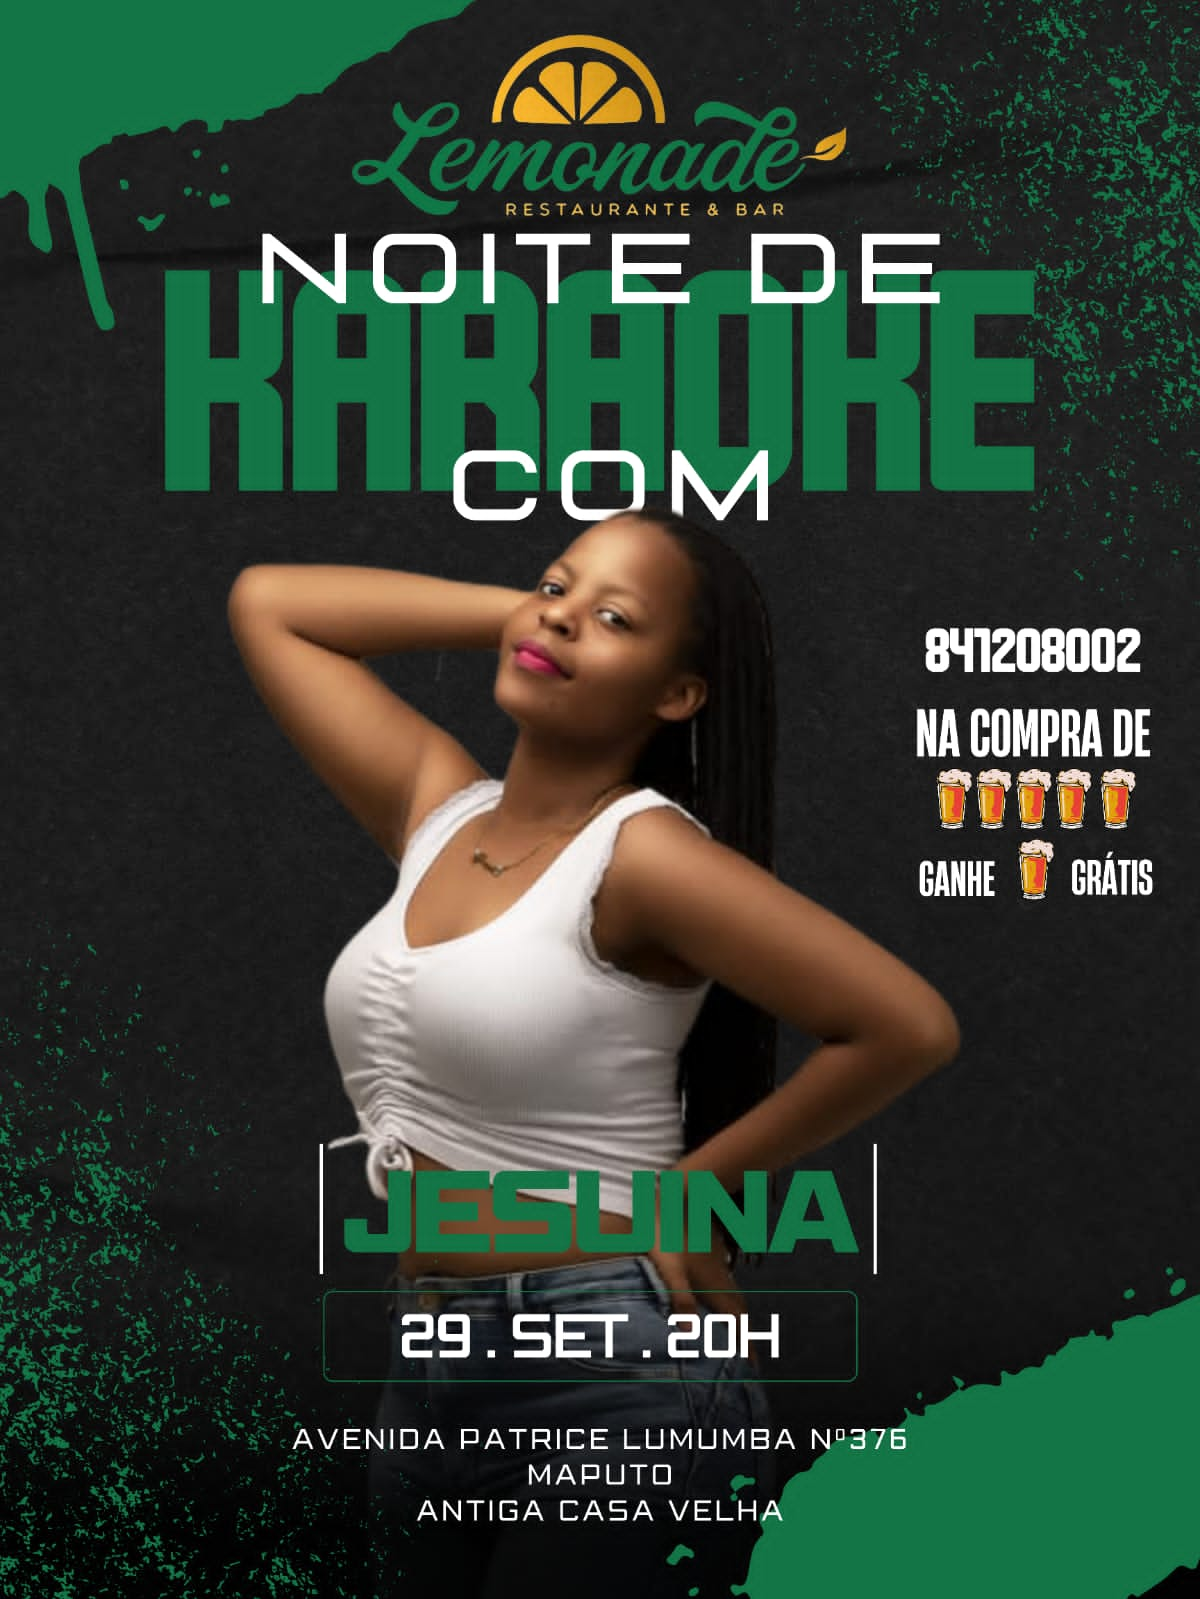 Lemonade
RESTAURANTE & BAR
NOITE DE
KARAOKE
COM
841208002
NA COMPRA DE
GANHE GRÁTIS
JESUINA
29 . SET . 20H
AVENIDA PATRICE LUMUMBA Nº376
MAPUTO
ANTIGA CASA VELHA